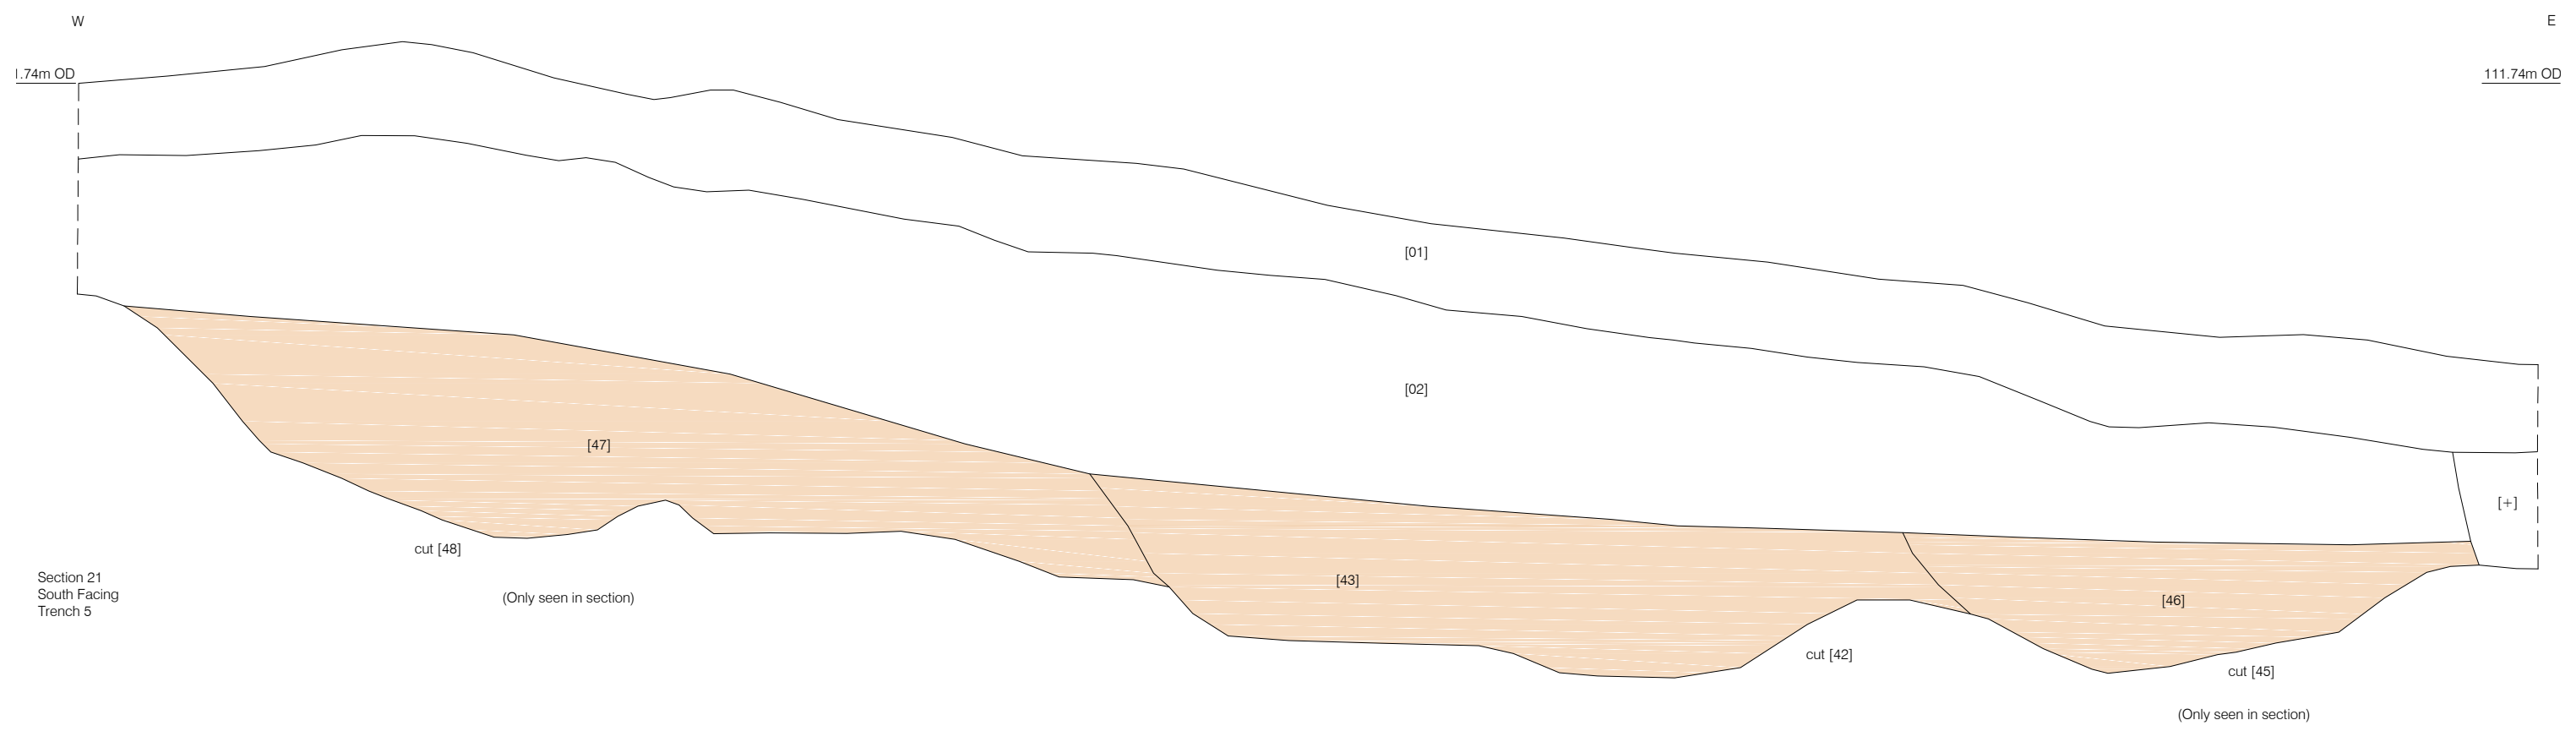 W
E
1.74m OD
111.74m OD
[01]
[02]
[47]
[+]
cut [48]
Section 21
South Facing
Trench 5
(Only seen in section)
[43]
[46]
cut [42]
cut [45]
(Only seen in section)